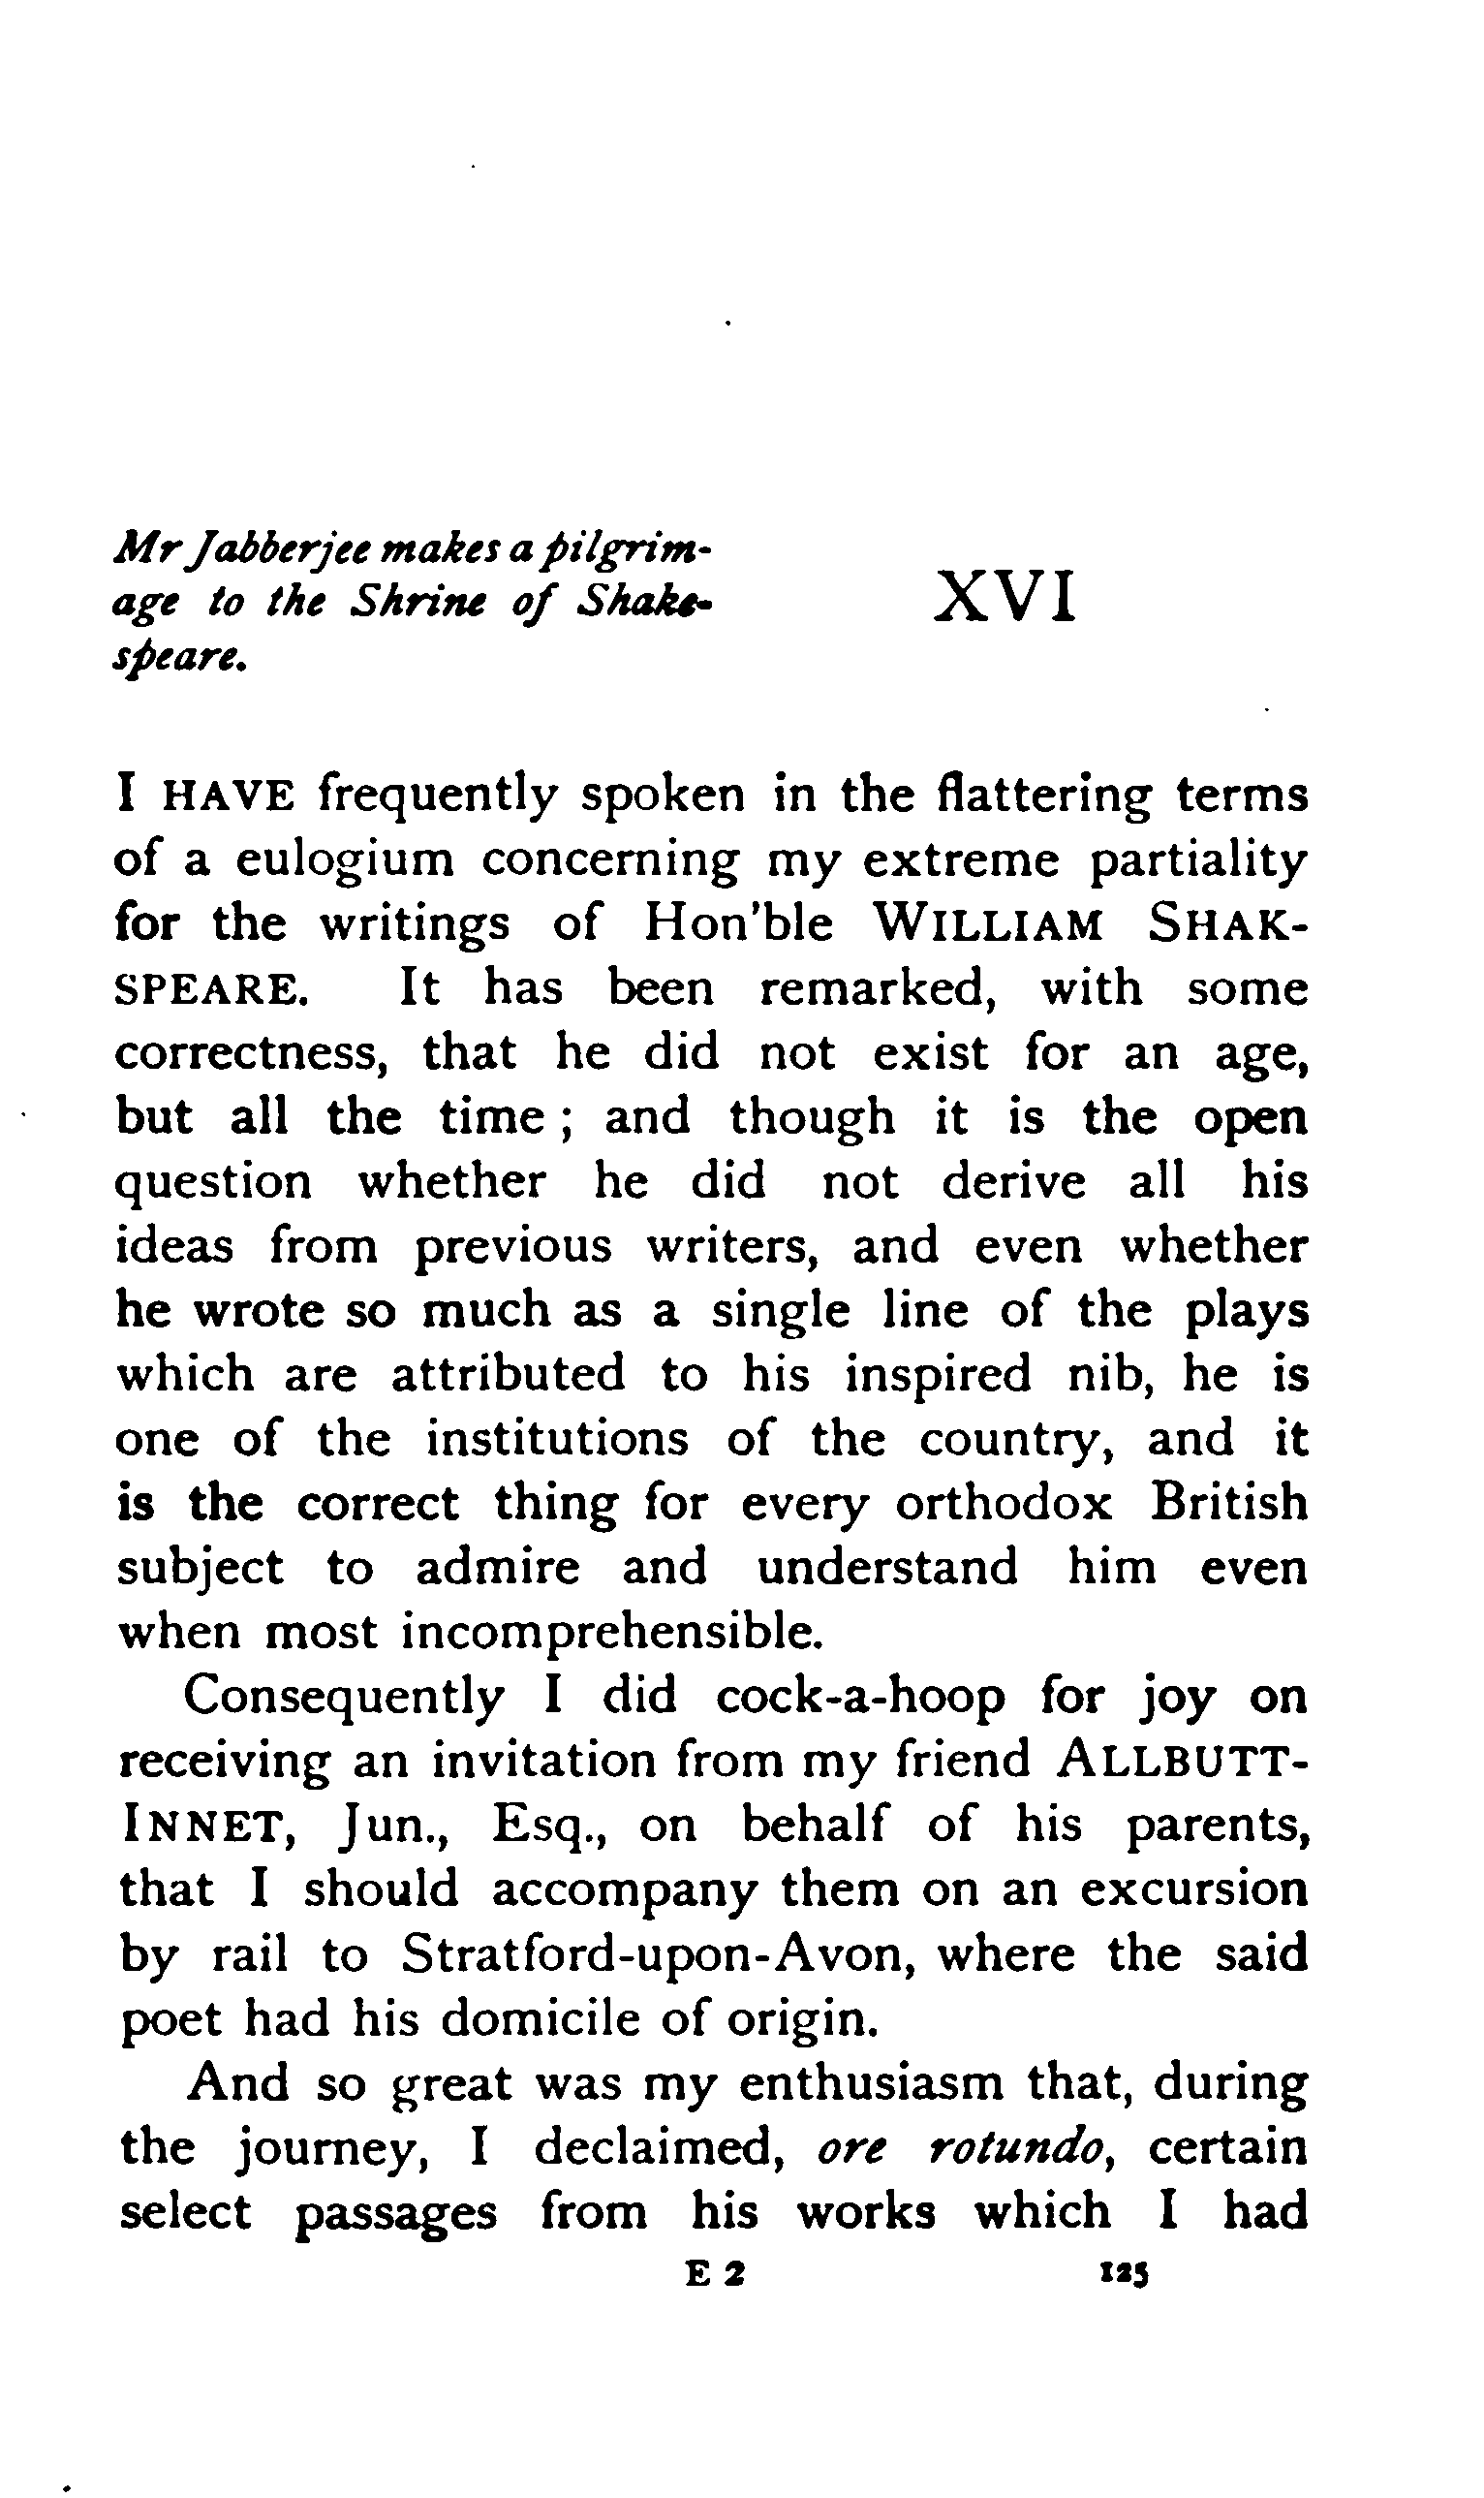 Mr Jabberjee makes a pilgrim-
age to the Shrine of Shake-
speare.
XVI
I HAVE frequently spoken in the flattering terms
of a eulogium concerning my extreme partiality
for the writings of Hon'ble WILLIAM SHAK-
SPEARE. It has been remarked, with some
correctness, that he did not exist for an age,
but all the time ; and though it is the open
question whether he did not derive all his
ideas from previous writers, and even whether
he wrote so much as a single line of the plays
which are attributed to his inspired nib, he is
one of the institutions of the country, and it
is the correct thing for every orthodox British
subject to admire and understand him even
when most incomprehensible.
Consequently I did cock-a-hoop for joy on
receiving an invitation from my friend ALLBUTT-
INNET, Jun., Esq., on behalf of his parents,
that I should accompany them on an excursion
by rail to Stratford-upon-Avon, where the said
poet had his domicile of origin.
And so great was my enthusiasm that, during
the journey, I declaimed, ore rotundo, certain
select passages from his works which I had
E 2 125